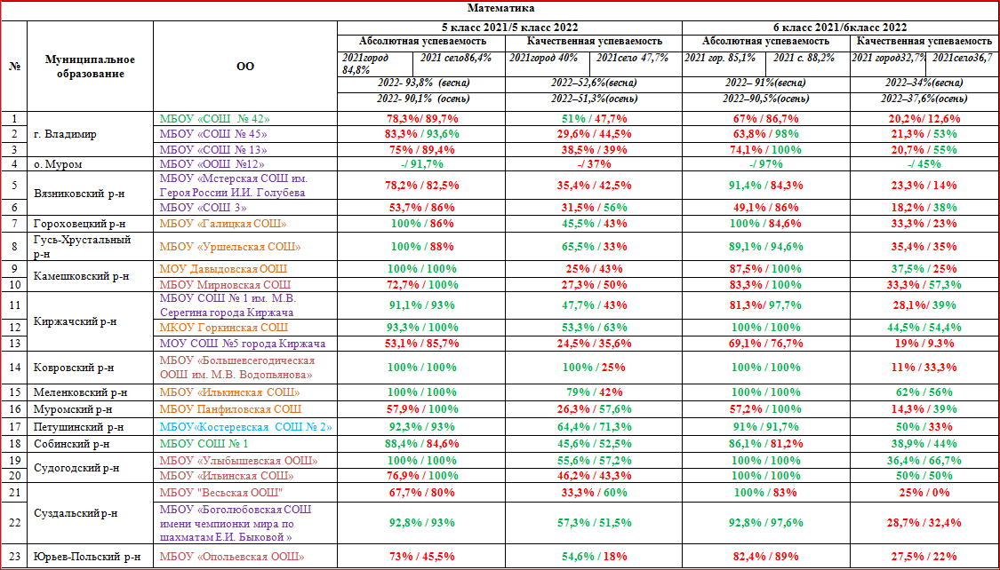 Математика
№ Муниципальное образование ОО 5 класс 2021/5 класс 2022 6 класс 2021/6класс 2022
Абсолютная успеваемость Качественная успеваемость Абсолютная успеваемость Качественная успеваемость
2021город 84,8% 2021 село86,4% 2021город 40% 2021село 47,7% 2021 гор. 85,1% 2021 с. 88,2% 2021 город32,7% 2021село36,7
2022- 93,8% (весна) 2022–52,6%(весна) 2022– 91%(весна) 2022–34%(весна)
2022- 90,1% (осень) 2022–51,3%(осень) 2022–90,5%(осень) 2022–37,6%(осень)
1 г. Владимир МБОУ «СОШ № 42» 78,3%/ 89,7% 51% / 47,7% 67% / 86,7% 20,2%/ 12,6%
2 МБОУ «СОШ № 45» 83,3% / 93,6% 29,6% / 44,5% 63,8% / 98% 21,3% / 53%
3 МБОУ «СОШ № 13» 75% / 89,4% 38,5% / 39% 74,1% / 100% 20,7% / 55%
4 о. Муром МБОУ «ООШ №12» -/ 91,7% -/ 37% -/ 97% -/ 45%
5 Вязниковский р-н МБОУ «Мстерская СОШ им. Героя России И.И. Голубева 78,2% / 82,5% 35,4% / 42,5% 91,4% / 84,3% 23,3% / 14%
6 МБОУ «СОШ 3» 53,7% / 86% 31,5% / 56% 49,1% / 86% 18,2% / 38%
7 Гороховецкий р-н МБОУ «Галицкая СОШ» 100% / 86% 45,5% / 43% 100% / 84,6% 33,3% / 23%
8 Гусь-Хрустальный р-н МБОУ «Уршельская СОШ» 100% / 88% 65,5% / 33% 89,1% / 94,6% 35,4% / 35%
9 Камешковский р-н МОУ Давыдовская ООШ 100% / 100% 25% / 43% 87,5% / 100% 37,5% / 25%
10 МБОУ Мирновская СОШ 72,7% / 100% 27,3% / 50% 83,3% / 100% 33,3% / 57,3%
11 Киржачский р-н МБОУ СОШ № 1 им. М.В. Серегина города Киржача 91,1% / 93% 47,7% / 43% 81,3%/ 97,7% 28,1%/ 39%
12 МКОУ Горкинская СОШ 93,3% / 100% 53,3% / 63% 100% / 100% 44,5% / 54,4%
13 МОУ СОШ №5 города Киржача 53,1% / 85,7% 24,5% / 35,6% 69,1% / 76,7% 19% / 9.3%
14 Ковровский р-н МБОУ «Большевсегодическая ООШ им. М.В. Водопьянова» 100% / 100% 100% / 25% 100% / 100% 11% / 33,3%
15 Меленковский р-н МБОУ «Илькинская СОШ» 100% / 100% 79% / 42% 100% / 100% 62% / 56%
16 Муромский р-н МБОУ Панфиловская СОШ 57,9% / 100% 26,3% / 57,6% 57,2% / 100% 14,3% / 39%
17 Петушинский р-н МБОУ«Костеревская СОШ № 2» 92,3% / 93% 64,4% / 71,3% 91% / 91,7% 50% / 33%
18 Собинский р-н МБОУ СОШ № 1 88,4% / 84,6% 45,6% / 52,5% 86,1% / 81,2% 38,9% / 44%
19 Судогодский р-н МБОУ «Улыбышевская ООШ» 100% / 100% 55,6% / 57,2% 100% / 100% 36,4% / 66,7%
20 МБОУ «Ильинская СОШ» 76,9% / 100% 46,2% / 43,3% 100% / 100% 50% / 50%
21 Суздальский р-н МБОУ "Весьская ООШ" 67,7% / 80% 33,3% / 60% 100% / 83% 25% / 0%
22 МБОУ «Боголюбовская СОШ имени чемпионки мира по шахматам Е.И. Быковой » 92,8% / 93% 57,3% / 51,5% 92,8% / 97,6% 28,7% / 32,4%
23 Юрьев-Польский р-н МБОУ «Опольевская ООШ» 73% / 45,5% 54,6% / 18% 82,4% / 89% 27,5% / 22%